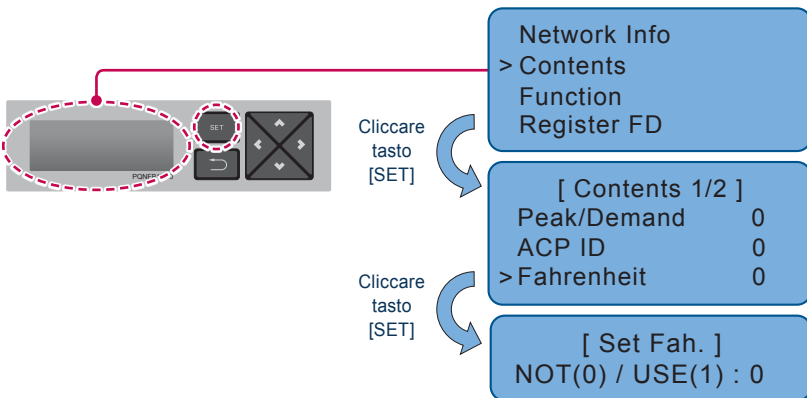 Network Info
> Contents
Function
Register FD
SET
Cliccare
tasto
[SET]
[ Contents 1/2 ]
Peak/Demand 0
ACP ID 0
> Fahrenheit 0
Cliccare
tasto
[SET]
[ Set Fah. ]
NOT(0) / USE(1) : 0